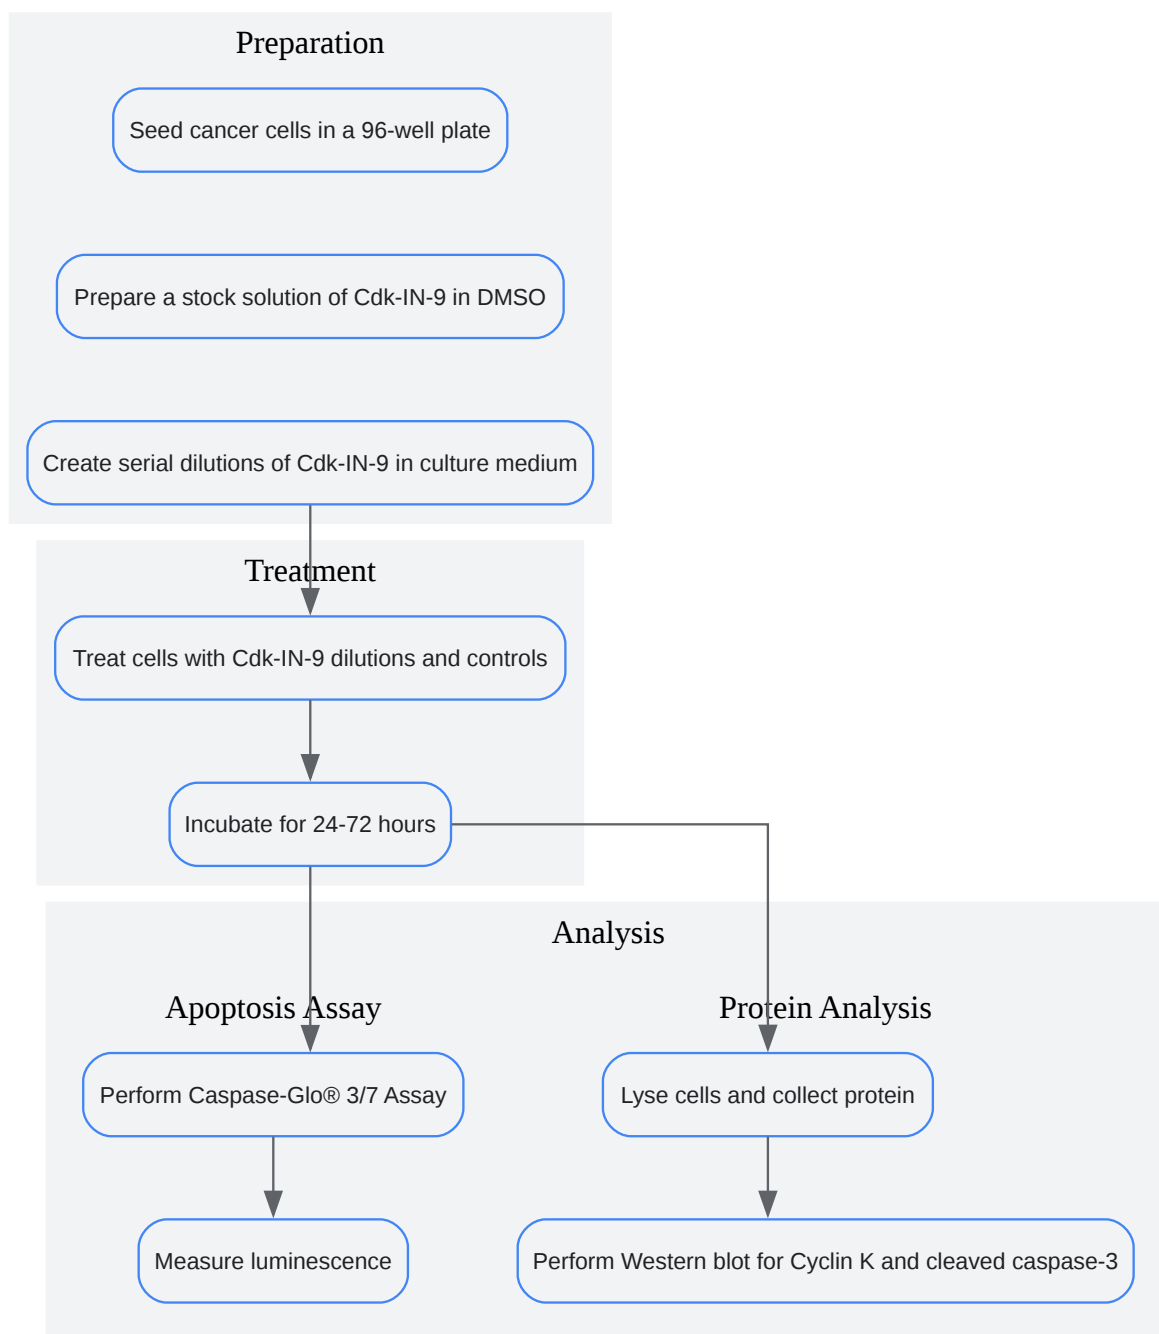 Preparation
Seed cancer cells in a 96-well plate
Prepare a stock solution of Cdk-IN-9 in DMSO
Create serial dilutions of Cdk-IN-9 in culture medium
Treatment
Treat cells with Cdk-IN-9 dilutions and controls
Incubate for 24-72 hours
Analysis
Apoptosis Assay
Protein Analysis
Perform Caspase-Glo® 3/7 Assay
Lyse cells and collect protein
Measure luminescence
Perform Western blot for Cyclin K and cleaved caspase-3